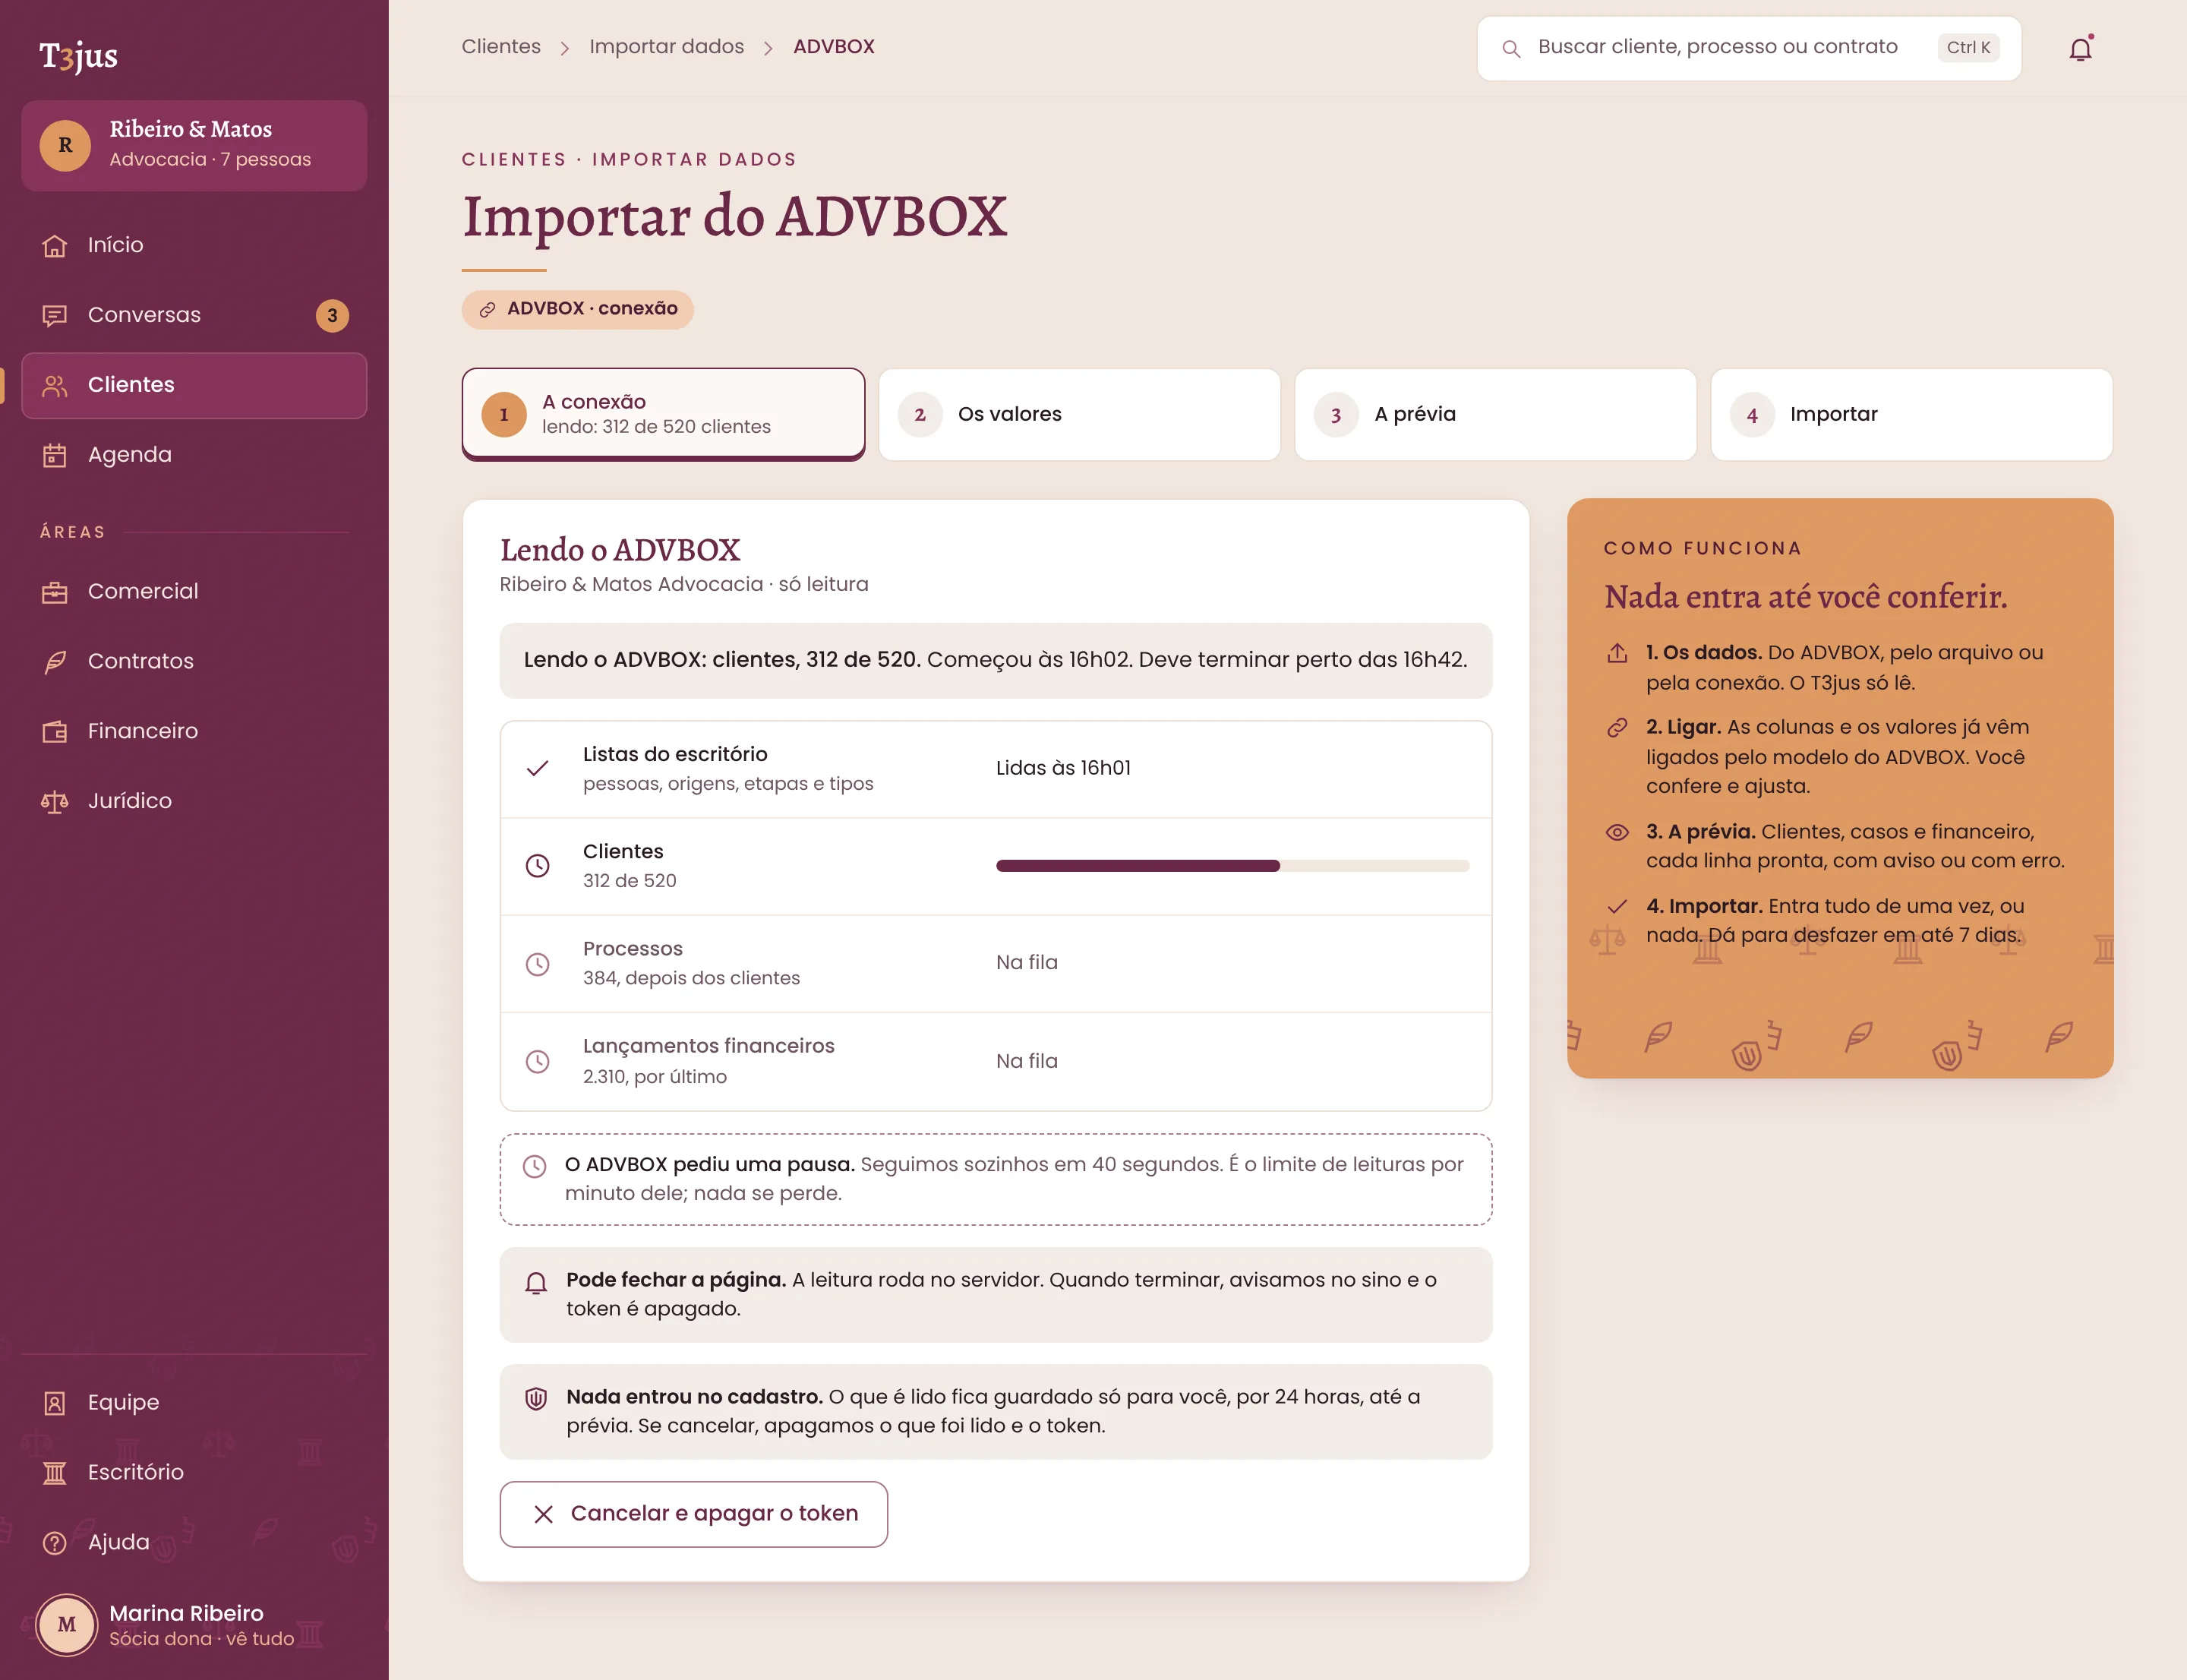 T3jus
R
Ribeiro & Matos
Advocacia · 7 pessoas
Início
Conversas
3
Clientes
Agenda
ÁREAS
Comercial
Contratos
Financeiro
Jurídico
Equipe
Escritório
Ajuda
M
Marina Ribeiro
Sócia dona · vê tudo
Clientes
Importar dados
ADVBOX
Buscar cliente, processo ou contrato
Ctrl K
CLIENTES · IMPORTAR DADOS
Importar do ADVBOX
ADVBOX · conexão
1
A conexão
lendo: 312 de 520 clientes
2
Os valores
3
A prévia
4
Importar
Lendo o ADVBOX
Ribeiro & Matos Advocacia · só leitura
Lendo o ADVBOX: clientes, 312 de 520. Começou às 16h02. Deve terminar perto das 16h42.
Listas do escritório
pessoas, origens, etapas e tipos
Lidas às 16h01
Clientes
312 de 520
Processos
384, depois dos clientes
Na fila
Lançamentos financeiros
2.310, por último
Na fila
O ADVBOX pediu uma pausa. Seguimos sozinhos em 40 segundos. É o limite de leituras por
minuto dele; nada se perde.
Pode fechar a página. A leitura roda no servidor. Quando terminar, avisamos no sino e o
token é apagado.
Nada entrou no cadastro. O que é lido fica guardado só para você, por 24 horas, até a
prévia. Se cancelar, apagamos o que foi lido e o token.
Cancelar e apagar o token
COMO FUNCIONA
Nada entra até você conferir.
1. Os dados. Do ADVBOX, pelo arquivo ou
pela conexão. O T3jus só lê.
2. Ligar. As colunas e os valores já vêm
ligados pelo modelo do ADVBOX. Você
confere e ajusta.
3. A prévia. Clientes, casos e financeiro,
cada linha pronta, com aviso ou com erro.
4. Importar. Entra tudo de uma vez, ou
nada. Dá para desfazer em até 7 dias.